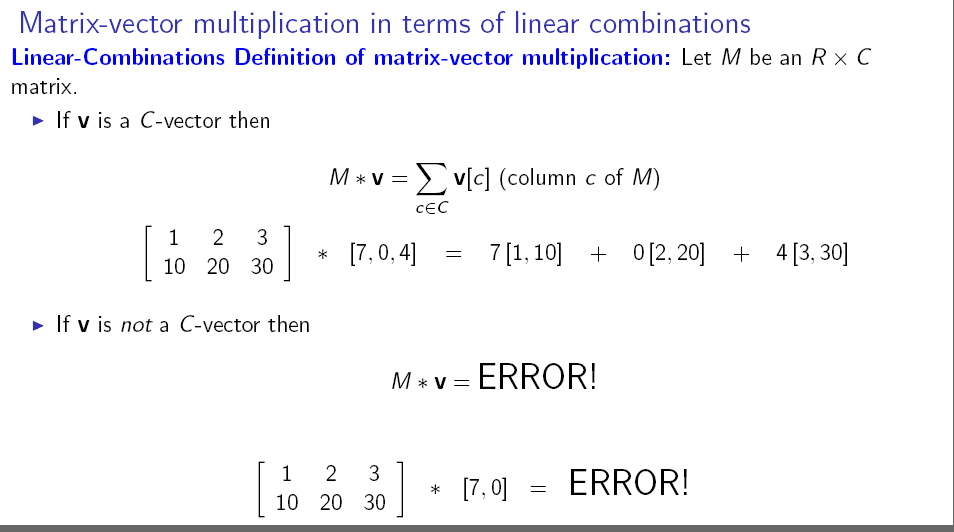 Matrix-vector multiplication in terms of linear combinations
Linear-Combinations Definition of matrix-vector multiplication: Let M be an R × C
matrix.
▶ If v is a C-vector then
M ∗ v = ∑ v[c] (column c of M)
c∈C
[ 1 2 3 ] ∗ [7, 0, 4] = 7 [1, 10] + 0 [2, 20] + 4 [3, 30]
[ 10 20 30 ]
▶ If v is not a C-vector then
M ∗ v = ERROR!
[ 1 2 3 ] ∗ [7, 0] = ERROR!
[ 10 20 30 ]